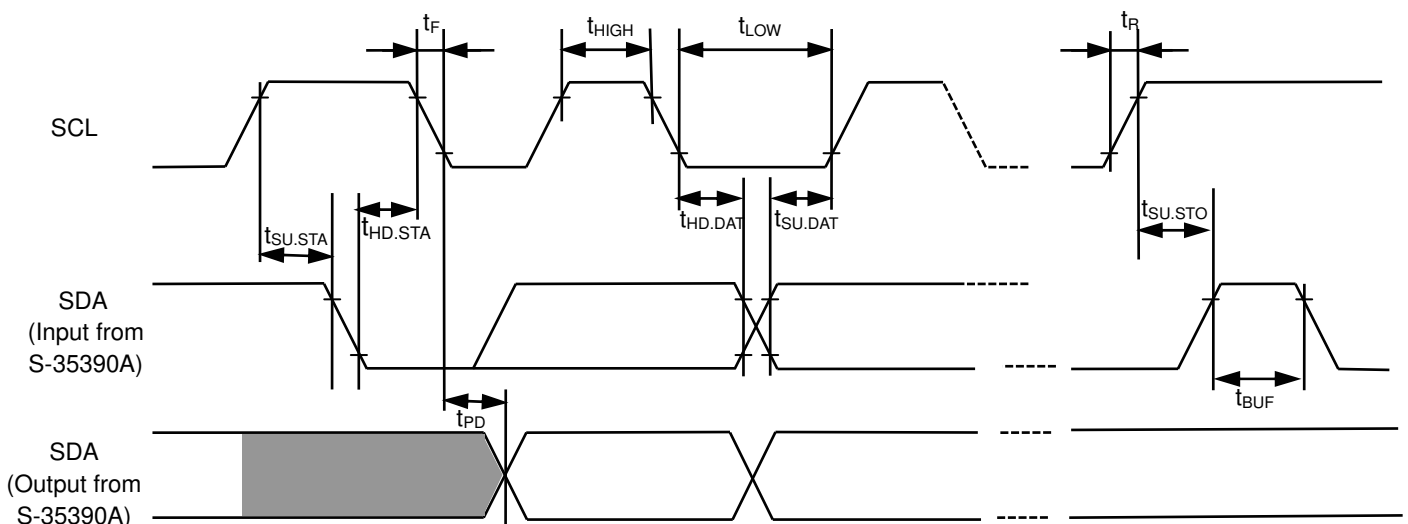 tF
tHIGH
tLOW
tR
SCL
tSU.STA
tHD.STA
tHD.DAT
tSU.DAT
tSU.STO
SDA
(Input from
S-35390A)
tBUF
tPD
SDA
(Output from
S-35390A)